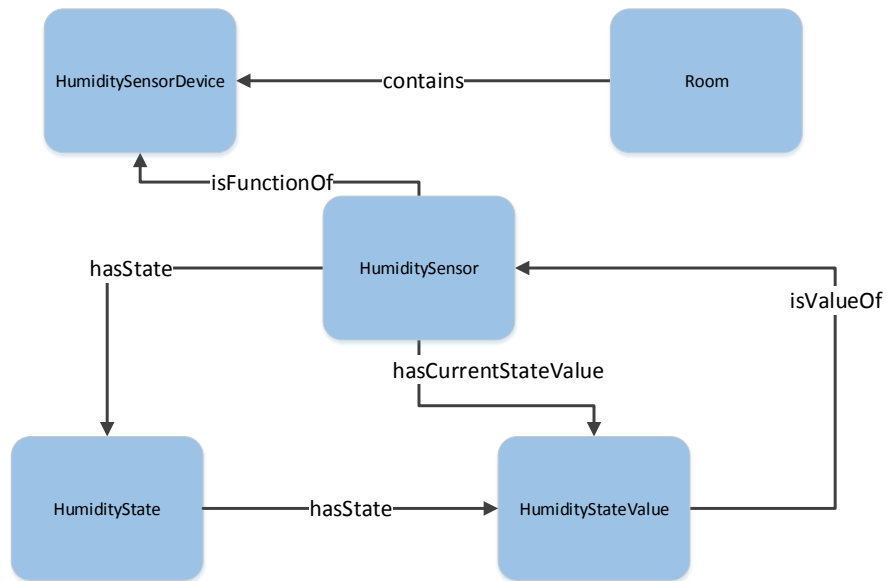 HumiditySensorDevice
contains
Room
isFunctionOf
hasState
HumiditySensor
isValueOf
hasCurrentStateValue
HumidityState
hasState
HumidityStateValue